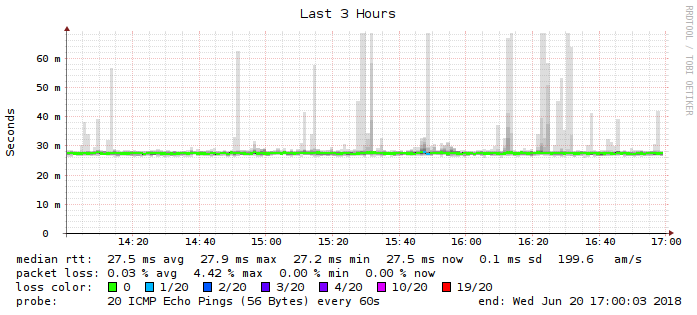 Last 3 Hours
RRDTOOL / TOBI OETIKER
Seconds
60 m
50 m
40 m
30 m
20 m
10 m
0
14:20 14:40 15:00 15:20 15:40 16:00 16:20 16:40 17:00
median rtt: 27.5 ms avg 27.9 ms max 27.2 ms min 27.5 ms now 0.1 ms sd 199.6 am/s
packet loss: 0.03 % avg 4.42 % max 0.00 % min 0.00 % now
loss color: 0 1/20 2/20 3/20 4/20 10/20 19/20
probe: 20 ICMP Echo Pings (56 Bytes) every 60s end: Wed Jun 20 17:00:03 2018